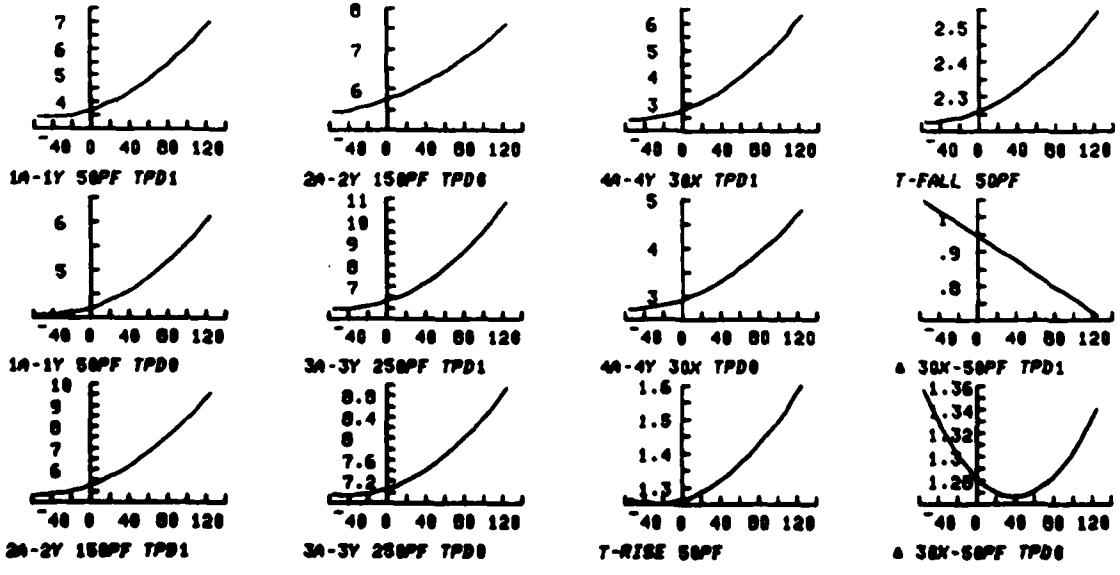 7
6
5
4
-40 0 40 80 120
1A-1Y 50PF TPD1
8
7
6
-40 0 40 80 120
2A-2Y 150PF TPD0
6
5
4
3
-40 0 40 80 120
4A-4Y 30X TPD1
2.5
2.4
2.3
-40 0 40 80 120
T-FALL 50PF
6
5
-40 0 40 80 120
1A-1Y 50PF TPD0
11
10
9
8
7
-40 0 40 80 120
3A-3Y 250PF TPD1
5
4
3
-40 0 40 80 120
4A-4Y 30X TPD0
1
.9
.8
-40 0 40 80 120
Δ 30X-50PF TPD1
10
9
8
7
6
-40 0 40 80 120
2A-2Y 150PF TPD1
8.8
8.4
8
7.6
7.2
-40 0 40 80 120
3A-3Y 250PF TPD0
1.6
1.5
1.4
1.3
-40 0 40 80 120
T-RISE 50PF
1.36
1.34
1.32
1.3
1.28
-40 0 40 80 120
Δ 30X-50PF TPD0